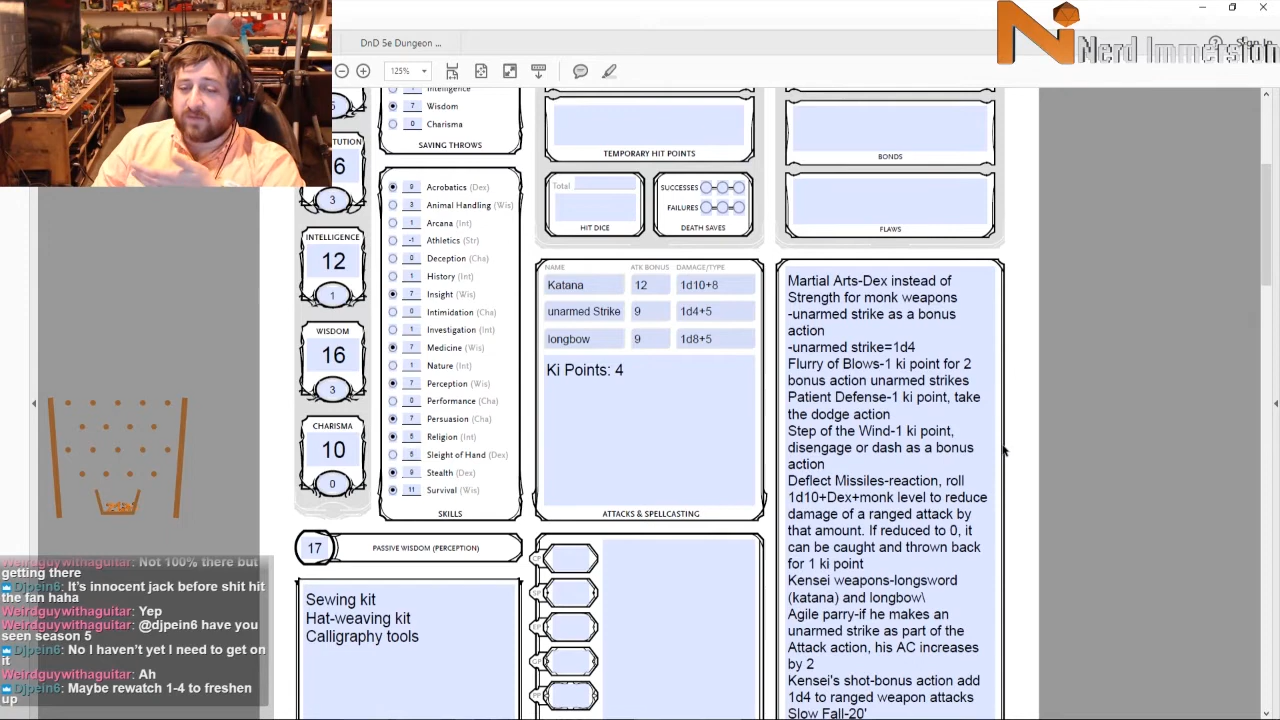 DnD 5e Dungeon ...
Nerd Immersion
125%
Intelligence
7 Wisdom
0 Charisma
SAVING THROWS
TEMPORARY HIT POINTS
BONDS
Total
HIT DICE
SUCCESSES
FAILURES
DEATH SAVES
FLAWS
TUTION
6
3
INTELLIGENCE
12
1
WISDOM
16
3
CHARISMA
10
0
9 Acrobatics (Dex)
3 Animal Handling (Wis)
1 Arcana (Int)
-1 Athletics (Str)
0 Deception (Cha)
1 History (Int)
7 Insight (Wis)
0 Intimidation (Cha)
1 Investigation (Int)
7 Medicine (Wis)
1 Nature (Int)
7 Perception (Wis)
0 Performance (Cha)
7 Persuasion (Cha)
5 Religion (Int)
5 Sleight of Hand (Dex)
9 Stealth (Dex)
11 Survival (Wis)
SKILLS
NAME ATK BONUS DAMAGE/TYPE
Katana 12 1d10+8
unarmed Strike 9 1d4+5
longbow 9 1d8+5
Ki Points: 4
ATTACKS & SPELLCASTING
Martial Arts-Dex instead of
Strength for monk weapons
-unarmed strike as a bonus
action
-unarmed strike=1d4
Flurry of Blows-1 ki point for 2
bonus action unarmed strikes
Patient Defense-1 ki point, take
the dodge action
Step of the Wind-1 ki point,
disengage or dash as a bonus
action
Deflect Missiles-reaction, roll
1d10+Dex+monk level to reduce
damage of a ranged attack by
that amount. If reduced to 0, it
can be caught and thrown back
for 1 ki point
Kensei weapons-longsword
(katana) and longbow\
Agile parry-if he makes an
unarmed strike as part of the
Attack action, his AC increases
by 2
Kensei's shot-bonus action add
1d4 to ranged weapon attacks
Slow Fall-20'
17 PASSIVE WISDOM (PERCEPTION)
Sewing kit
Hat-weaving kit
Calligraphy tools
CP
SP
EP
GP
PP
Weirdguywithaguitar: Not 100% there but
getting there
Djpein6: It's innocent jack before shit hit
the fan haha
Weirdguywithaguitar: Yep
Weirdguywithaguitar: @djpein6 have you
seen season 5
Djpein6: No I haven't yet I need to get on
it
Weirdguywithaguitar: Ah
Djpein6: Maybe rewatch 1-4 to freshen
up